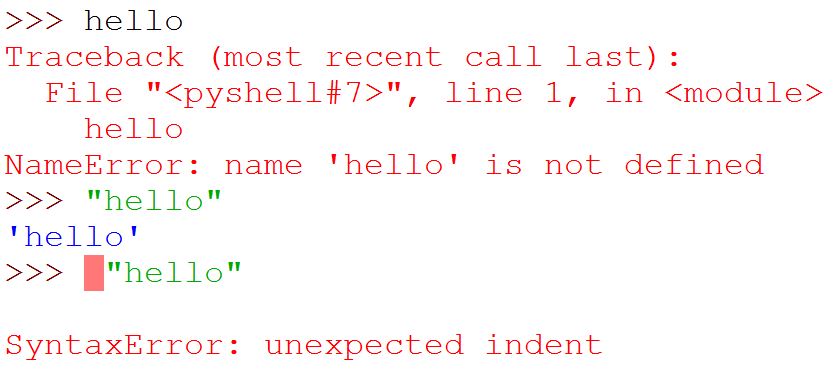 >>> hello
Traceback (most recent call last):
  File "<pyshell#7>", line 1, in <module>
    hello
NameError: name 'hello' is not defined
>>> "hello"
'hello'
>>>  "hello"
SyntaxError: unexpected indent